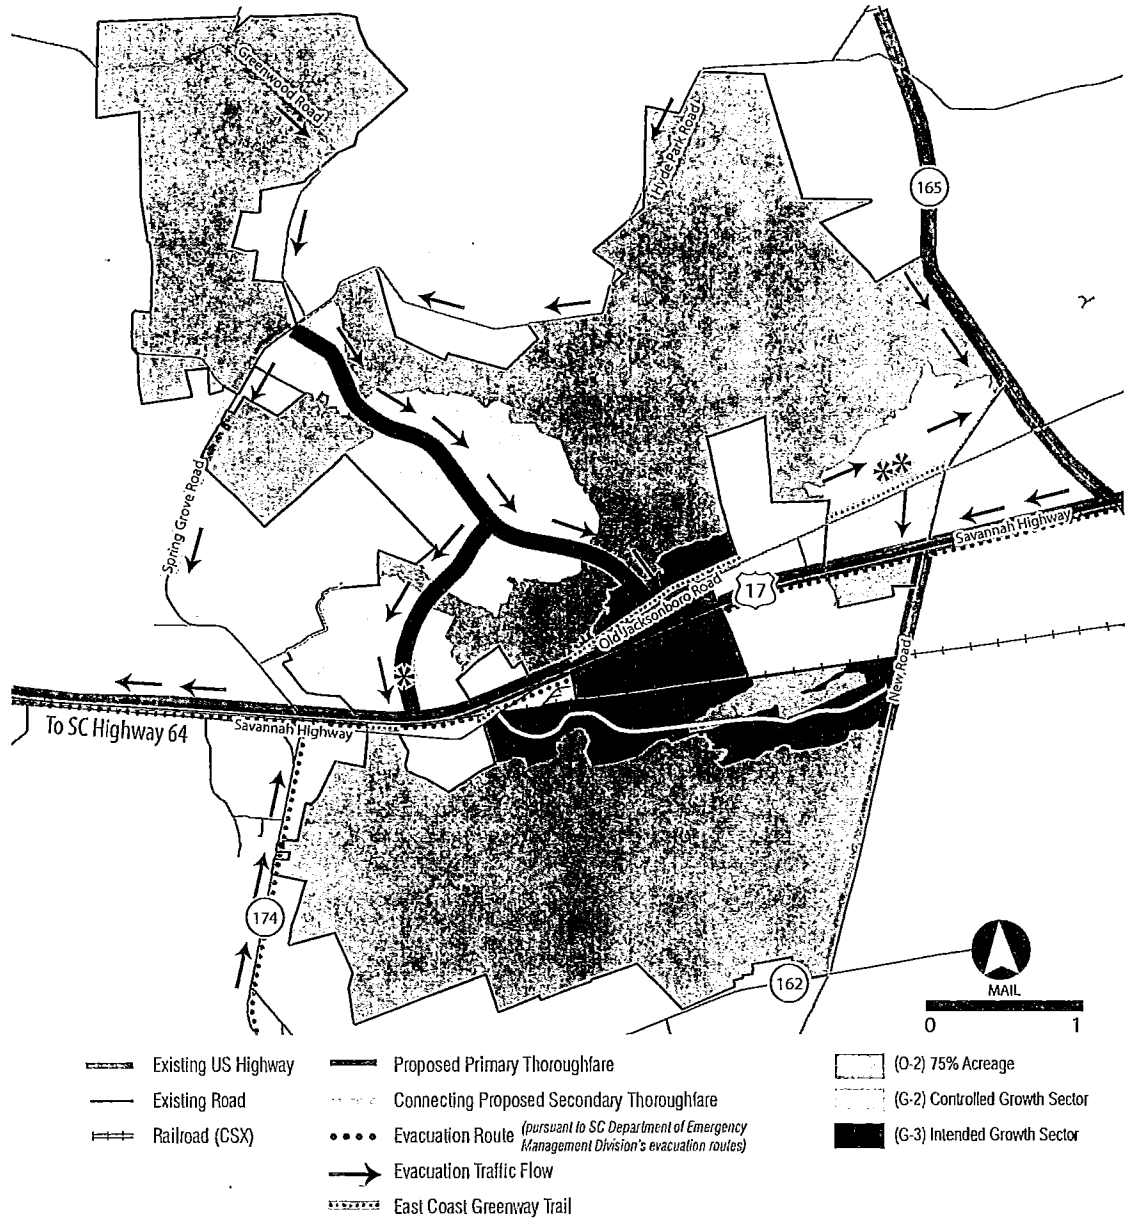 Greenwood Road
Hyde Park Road
165
Spring Grove Road
Savannah Highway
17
Old Jacksonboro Road
New Road
To SC Highway 64
Savannah Highway
174
162
MAIL
0 1
Existing US Highway
Existing Road
Railroad (CSX)
Proposed Primary Thoroughfare
Connecting Proposed Secondary Thoroughfare
Evacuation Route (pursuant to SC Department of Emergency
Management Division's evacuation routes)
Evacuation Traffic Flow
East Coast Greenway Trail
(O-2) 75% Acreage
(G-2) Controlled Growth Sector
(G-3) Intended Growth Sector